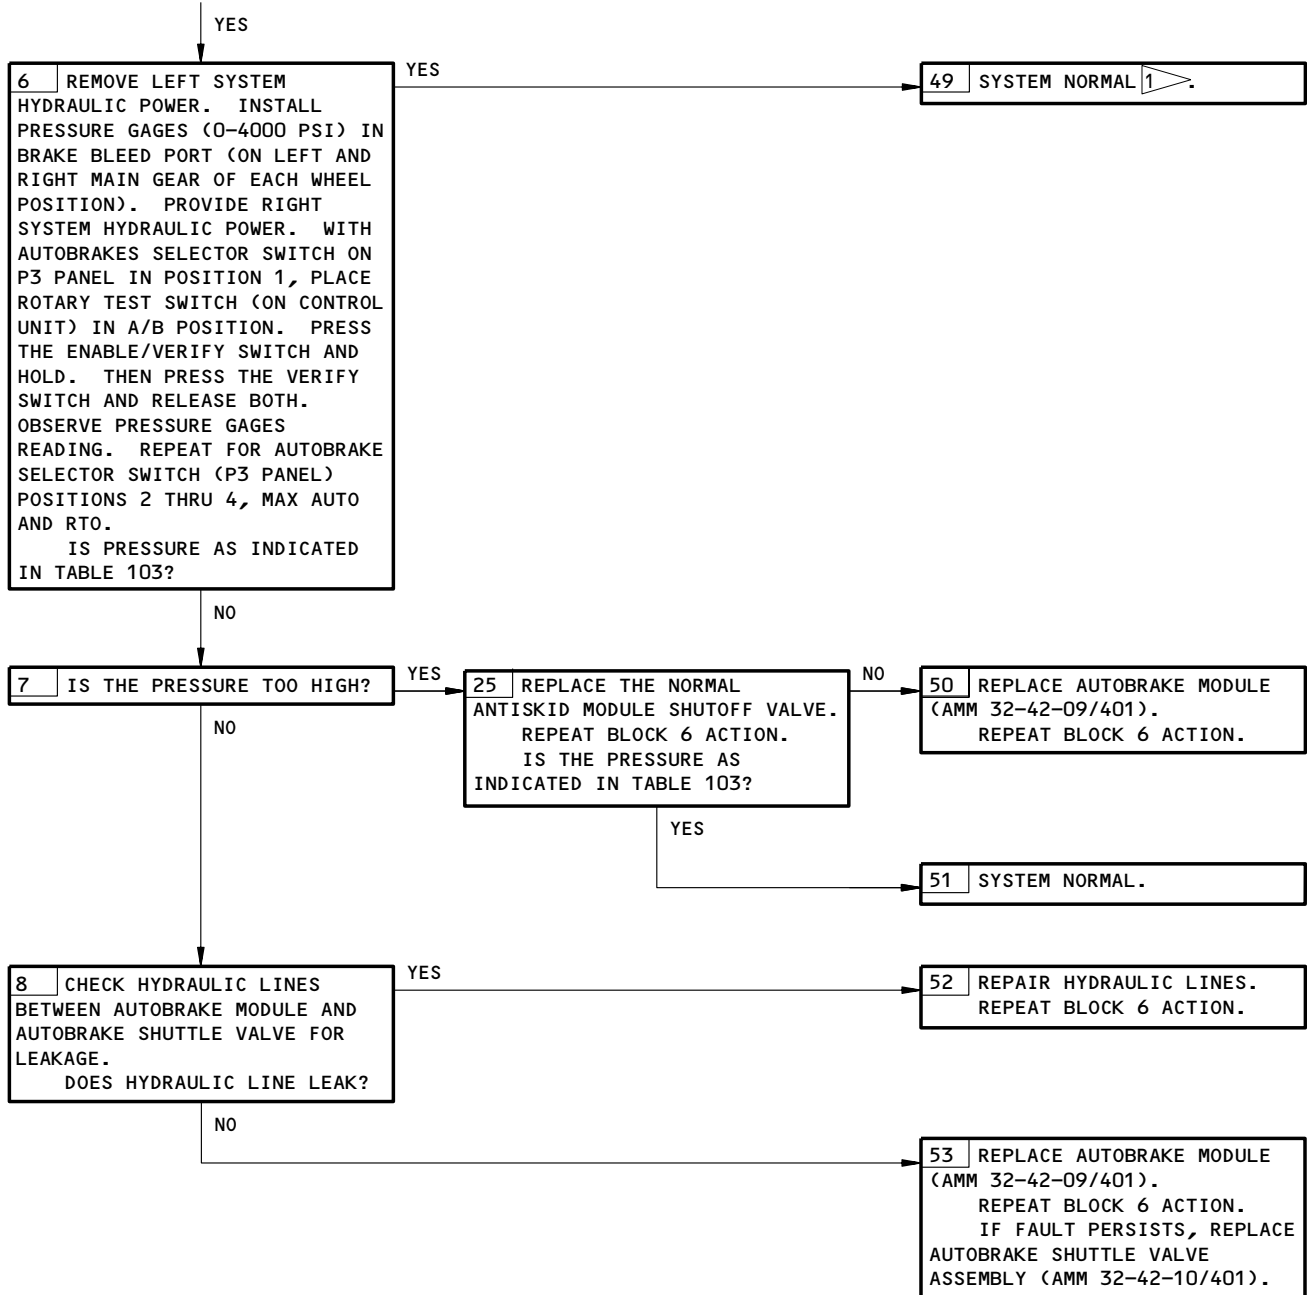 YES
6 REMOVE LEFT SYSTEM
HYDRAULIC POWER. INSTALL
PRESSURE GAGES (0-4000 PSI) IN
BRAKE BLEED PORT (ON LEFT AND
RIGHT MAIN GEAR OF EACH WHEEL
POSITION). PROVIDE RIGHT
SYSTEM HYDRAULIC POWER. WITH
AUTOBRAKES SELECTOR SWITCH ON
P3 PANEL IN POSITION 1, PLACE
ROTARY TEST SWITCH (ON CONTROL
UNIT) IN A/B POSITION. PRESS
THE ENABLE/VERIFY SWITCH AND
HOLD. THEN PRESS THE VERIFY
SWITCH AND RELEASE BOTH.
OBSERVE PRESSURE GAGES
READING. REPEAT FOR AUTOBRAKE
SELECTOR SWITCH (P3 PANEL)
POSITIONS 2 THRU 4, MAX AUTO
AND RTO.
IS PRESSURE AS INDICATED
IN TABLE 103?
YES
49 SYSTEM NORMAL 1 .
NO
7 IS THE PRESSURE TOO HIGH?
YES
25 REPLACE THE NORMAL
ANTISKID MODULE SHUTOFF VALVE.
REPEAT BLOCK 6 ACTION.
IS THE PRESSURE AS
INDICATED IN TABLE 103?
NO
50 REPLACE AUTOBRAKE MODULE
(AMM 32-42-09/401).
REPEAT BLOCK 6 ACTION.
YES
51 SYSTEM NORMAL.
NO
8 CHECK HYDRAULIC LINES
BETWEEN AUTOBRAKE MODULE AND
AUTOBRAKE SHUTTLE VALVE FOR
LEAKAGE.
DOES HYDRAULIC LINE LEAK?
YES
52 REPAIR HYDRAULIC LINES.
REPEAT BLOCK 6 ACTION.
NO
53 REPLACE AUTOBRAKE MODULE
(AMM 32-42-09/401).
REPEAT BLOCK 6 ACTION.
IF FAULT PERSISTS, REPLACE
AUTOBRAKE SHUTTLE VALVE
ASSEMBLY (AMM 32-42-10/401).